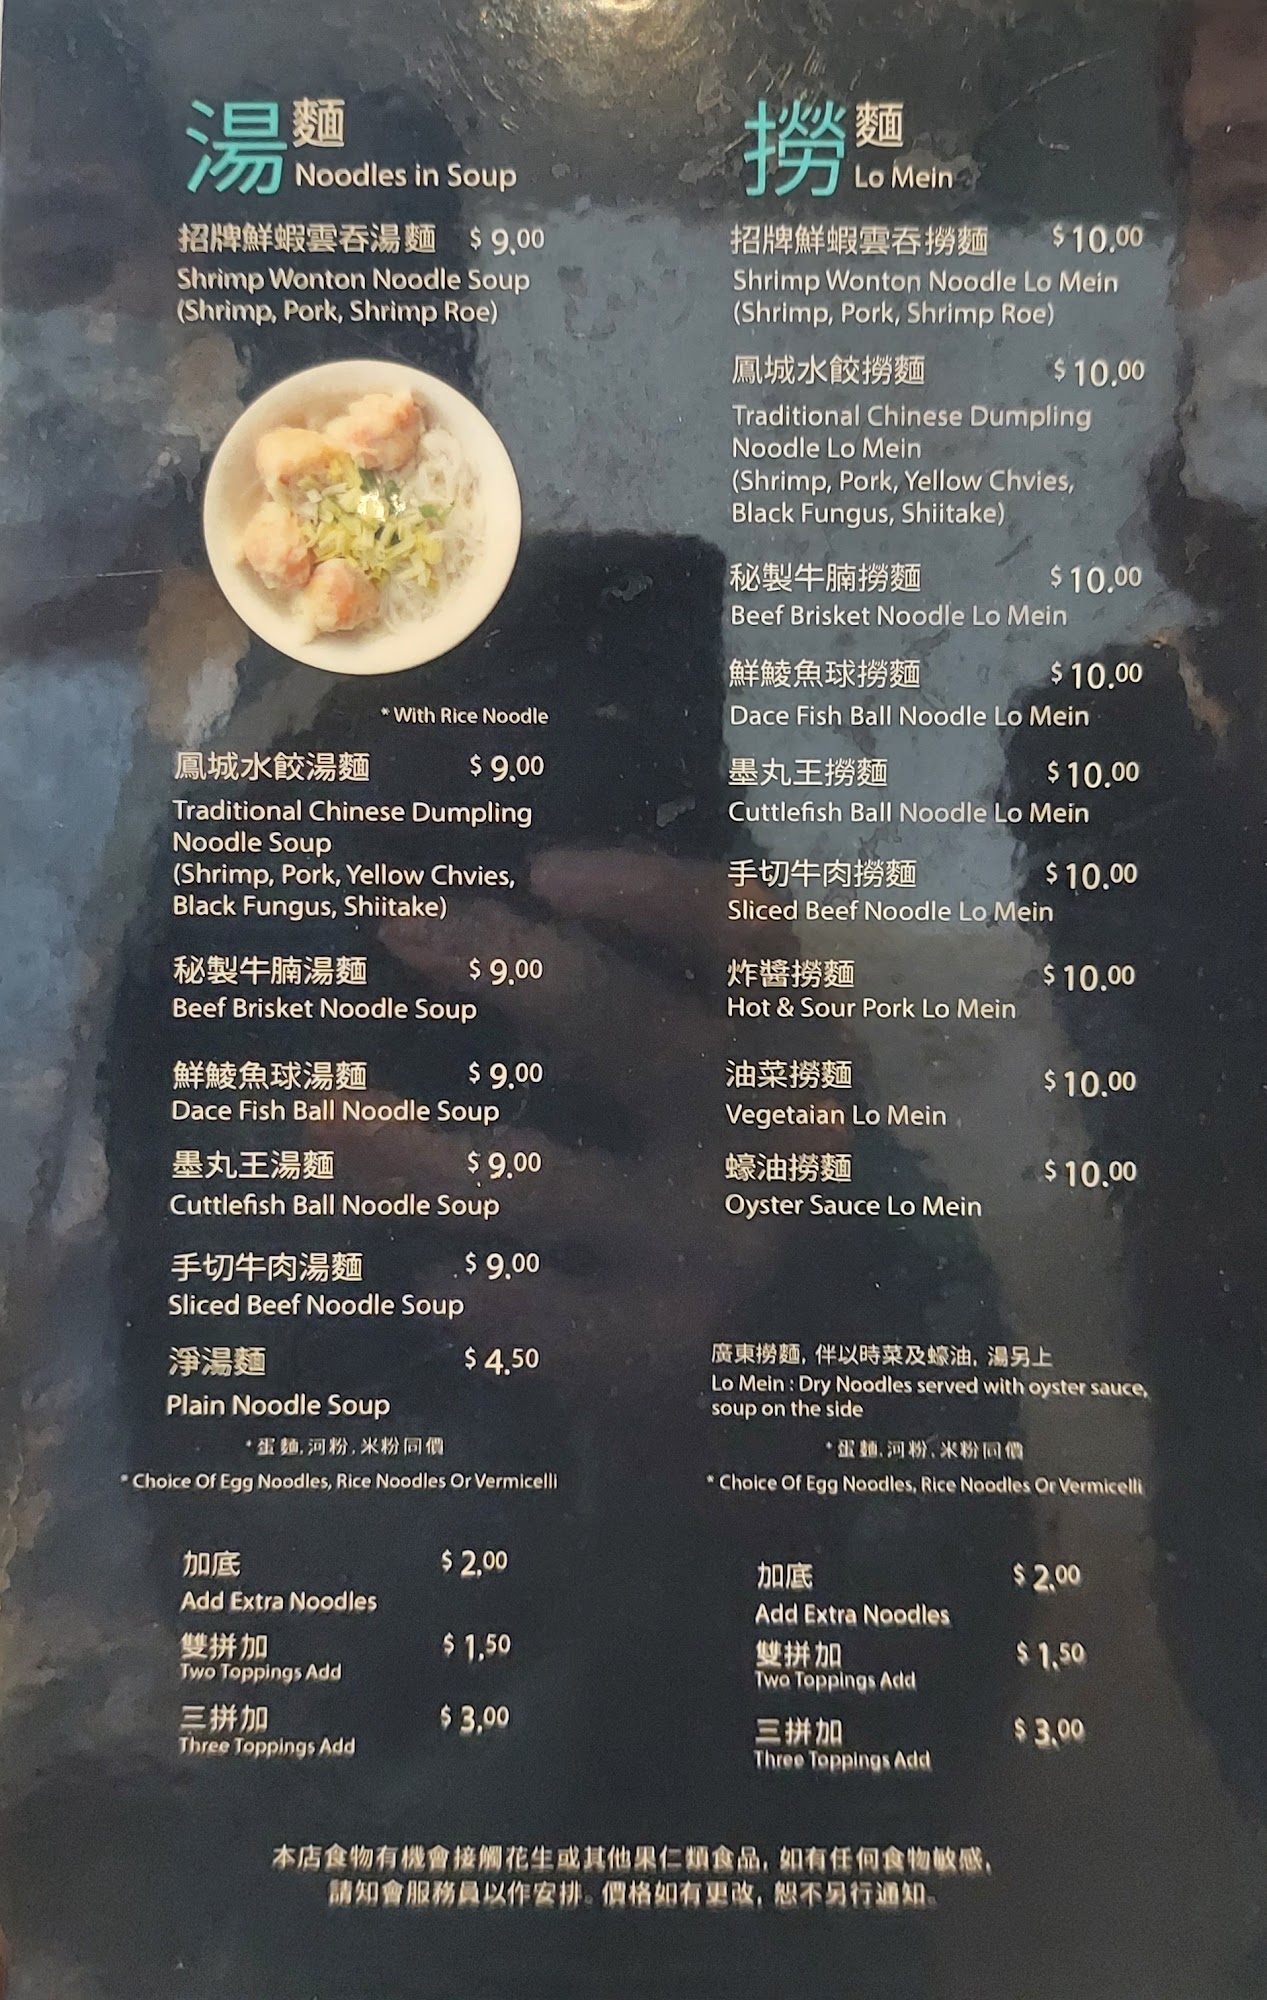 湯麵
Noodles in Soup
招牌鮮蝦雲吞湯麵 $ 9.00
Shrimp Wonton Noodle Soup
(Shrimp, Pork, Shrimp Roe)
* With Rice Noodle
鳳城水餃湯麵 $ 9.00
Traditional Chinese Dumpling
Noodle Soup
(Shrimp, Pork, Yellow Chvies,
Black Fungus, Shiitake)
秘製牛腩湯麵 $ 9.00
Beef Brisket Noodle Soup
鮮鯪魚球湯麵 $ 9.00
Dace Fish Ball Noodle Soup
墨丸王湯麵 $ 9.00
Cuttlefish Ball Noodle Soup
手切牛肉湯麵 $ 9.00
Sliced Beef Noodle Soup
淨湯麵 $ 4.50
Plain Noodle Soup
* 蛋麵, 河粉, 米粉同價
* Choice Of Egg Noodles, Rice Noodles Or Vermicelli
加底 $ 2.00
Add Extra Noodles
雙拼加 $ 1.50
Two Toppings Add
三拼加 $ 3.00
Three Toppings Add
撈麵
Lo Mein
招牌鮮蝦雲吞撈麵 $ 10.00
Shrimp Wonton Noodle Lo Mein
(Shrimp, Pork, Shrimp Roe)
鳳城水餃撈麵 $ 10.00
Traditional Chinese Dumpling
Noodle Lo Mein
(Shrimp, Pork, Yellow Chvies,
Black Fungus, Shiitake)
秘製牛腩撈麵 $ 10.00
Beef Brisket Noodle Lo Mein
鮮鯪魚球撈麵 $ 10.00
Dace Fish Ball Noodle Lo Mein
墨丸王撈麵 $ 10.00
Cuttlefish Ball Noodle Lo Mein
手切牛肉撈麵 $ 10.00
Sliced Beef Noodle Lo Mein
炸醬撈麵 $ 10.00
Hot & Sour Pork Lo Mein
油菜撈麵 $ 10.00
Vegetaian Lo Mein
蠔油撈麵 $ 10.00
Oyster Sauce Lo Mein
廣東撈麵, 伴以時菜及蠔油, 湯另上
Lo Mein : Dry Noodles served with oyster sauce,
soup on the side
* 蛋麵, 河粉, 米粉同價
* Choice Of Egg Noodles, Rice Noodles Or Vermicelli
加底 $ 2.00
Add Extra Noodles
雙拼加 $ 1.50
Two Toppings Add
三拼加 $ 3.00
Three Toppings Add
本店食物有機會接觸花生或其他果仁類食品, 如有任何食物敏感,
請知會服務員以作安排。價格如有更改, 恕不另行通知。